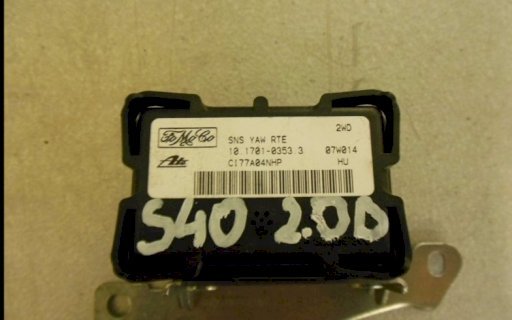 2WD
FoMoCo
SNS YAW RTE
10.1701-0353.3 07W014
Ate CI77A04NHP HU
S40 2.0D